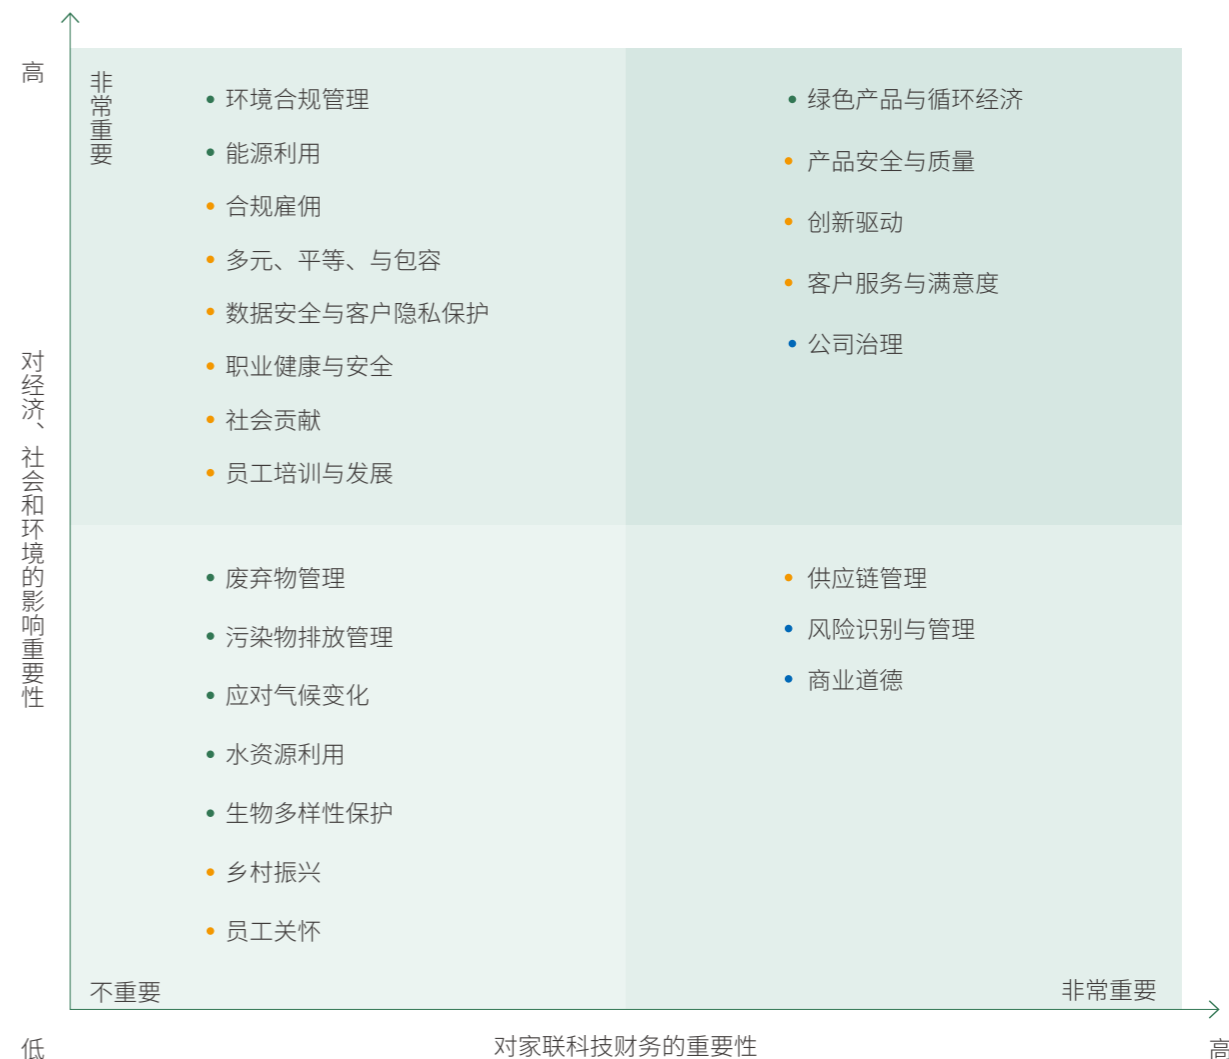 高
非常重要
环境合规管理
能源利用
合规雇佣
多元、平等、与包容
数据安全与客户隐私保护
职业健康与安全
社会贡献
员工培训与发展
绿色产品与循环经济
产品安全与质量
创新驱动
客户服务与满意度
公司治理
对经济、社会和环境的影响重要性
废弃物管理
污染物排放管理
应对气候变化
水资源利用
生物多样性保护
乡村振兴
员工关怀
供应链管理
风险识别与管理
商业道德
不重要
非常重要
低
对家联科技财务的重要性
高